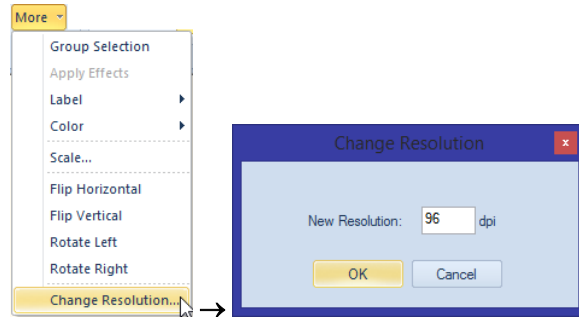 More
Group Selection
Apply Effects
Label
Color
Scale...
Flip Horizontal
Flip Vertical
Rotate Left
Rotate Right
Change Resolution...
→
Change Resolution
x
New Resolution: 96 dpi
OK Cancel